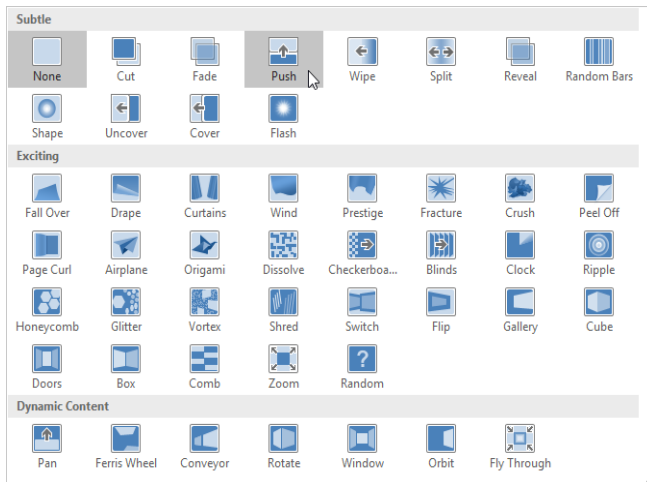 Subtle
None Cut Fade Push Wipe Split Reveal Random Bars
Shape Uncover Cover Flash
Exciting
Fall Over Drape Curtains Wind Prestige Fracture Crush Peel Off
Page Curl Airplane Origami Dissolve Checkerboa... Blinds Clock Ripple
Honeycomb Glitter Vortex Shred Switch Flip Gallery Cube
?
Doors Box Comb Zoom Random
Dynamic Content
Pan Ferris Wheel Conveyor Rotate Window Orbit Fly Through